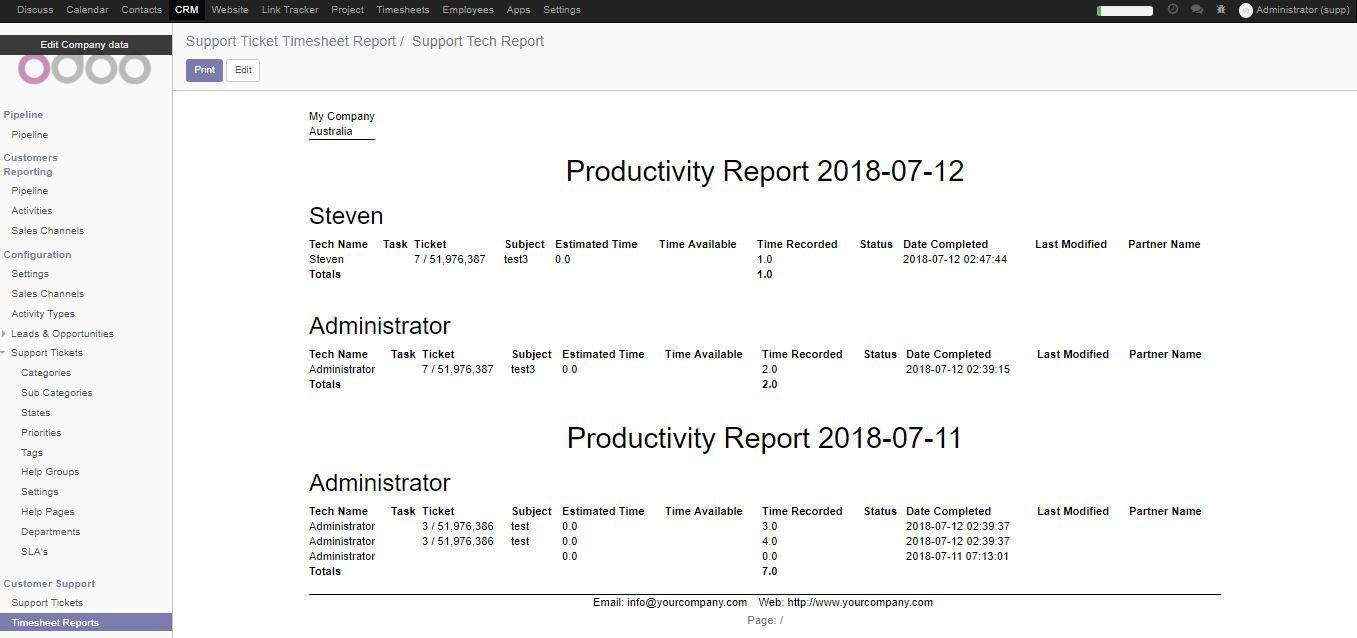 Discuss Calendar Contacts CRM Website Link Tracker Project Timesheets Employees Apps Settings Administrator (supp)
Edit Company data
odoo
Pipeline
Pipeline
Customers
Reporting
Pipeline
Activities
Sales Channels
Configuration
Settings
Sales Channels
Activity Types
Leads & Opportunities
Support Tickets
Categories
Sub Categories
States
Priorities
Tags
Help Groups
Settings
Help Pages
Departments
SLA's
Customer Support
Support Tickets
Timesheet Reports
Support Ticket Timesheet Report / Support Tech Report
Print Edit
My Company
Australia
Productivity Report 2018-07-12
Steven
Tech Name Task Ticket Subject Estimated Time Time Available Time Recorded Status Date Completed Last Modified Partner Name
Steven 7 / 51,976,387 test3 0.0 1.0 2018-07-12 02:47:44
Totals 1.0
Administrator
Tech Name Task Ticket Subject Estimated Time Time Available Time Recorded Status Date Completed Last Modified Partner Name
Administrator 7 / 51,976,387 test3 0.0 2.0 2018-07-12 02:39:15
Totals 2.0
Productivity Report 2018-07-11
Administrator
Tech Name Task Ticket Subject Estimated Time Time Available Time Recorded Status Date Completed Last Modified Partner Name
Administrator 3 / 51,976,386 test 0.0 3.0 2018-07-12 02:39:37
Administrator 3 / 51,976,386 test 0.0 4.0 2018-07-12 02:39:37
Administrator 0.0 0.0 2018-07-11 07:13:01
Totals 7.0
Email: info@yourcompany.com Web: http://www.yourcompany.com
Page: /